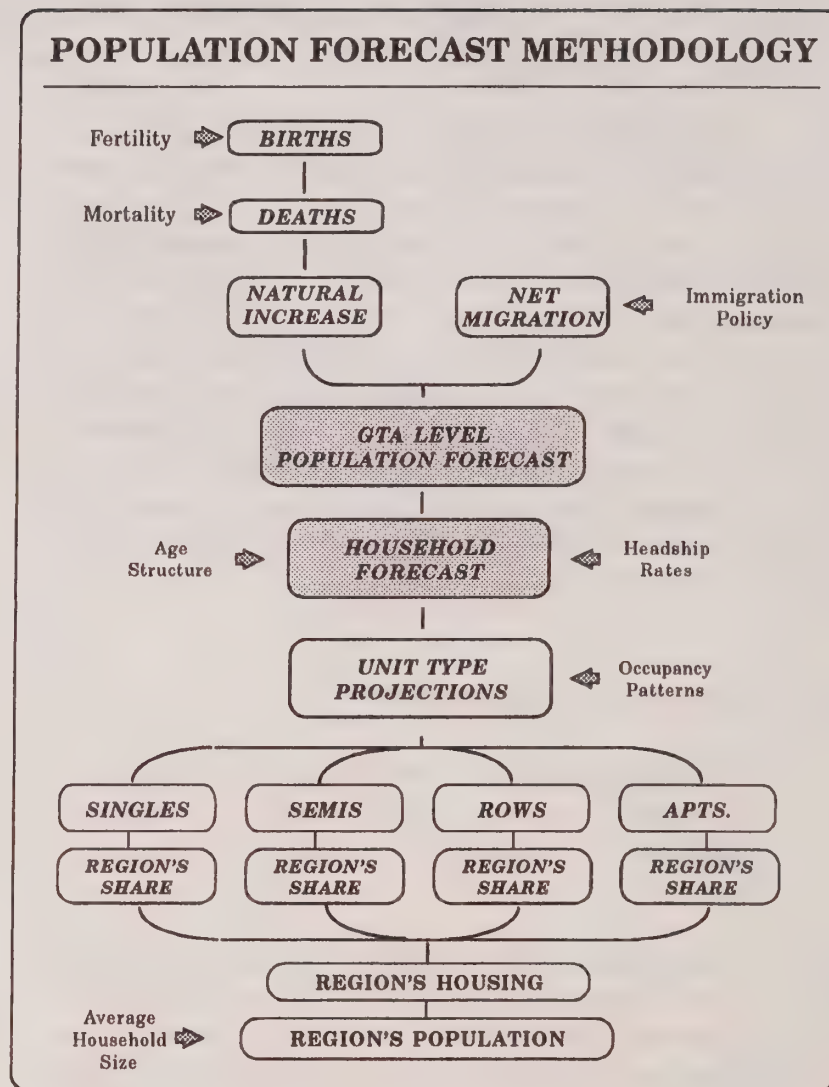 POPULATION FORECAST METHODOLOGY
Fertility
BIRTHS
Mortality
DEATHS
NATURAL
INCREASE
NET
MIGRATION
Immigration
Policy
GTA LEVEL
POPULATION FORECAST
Age
Structure
HOUSEHOLD
FORECAST
Headship
Rates
UNIT TYPE
PROJECTIONS
Occupancy
Patterns
SINGLES
SEMIS
ROWS
APTS.
REGION'S
SHARE
REGION'S
SHARE
REGION'S
SHARE
REGION'S
SHARE
REGION'S HOUSING
Average
Household
Size
REGION'S POPULATION